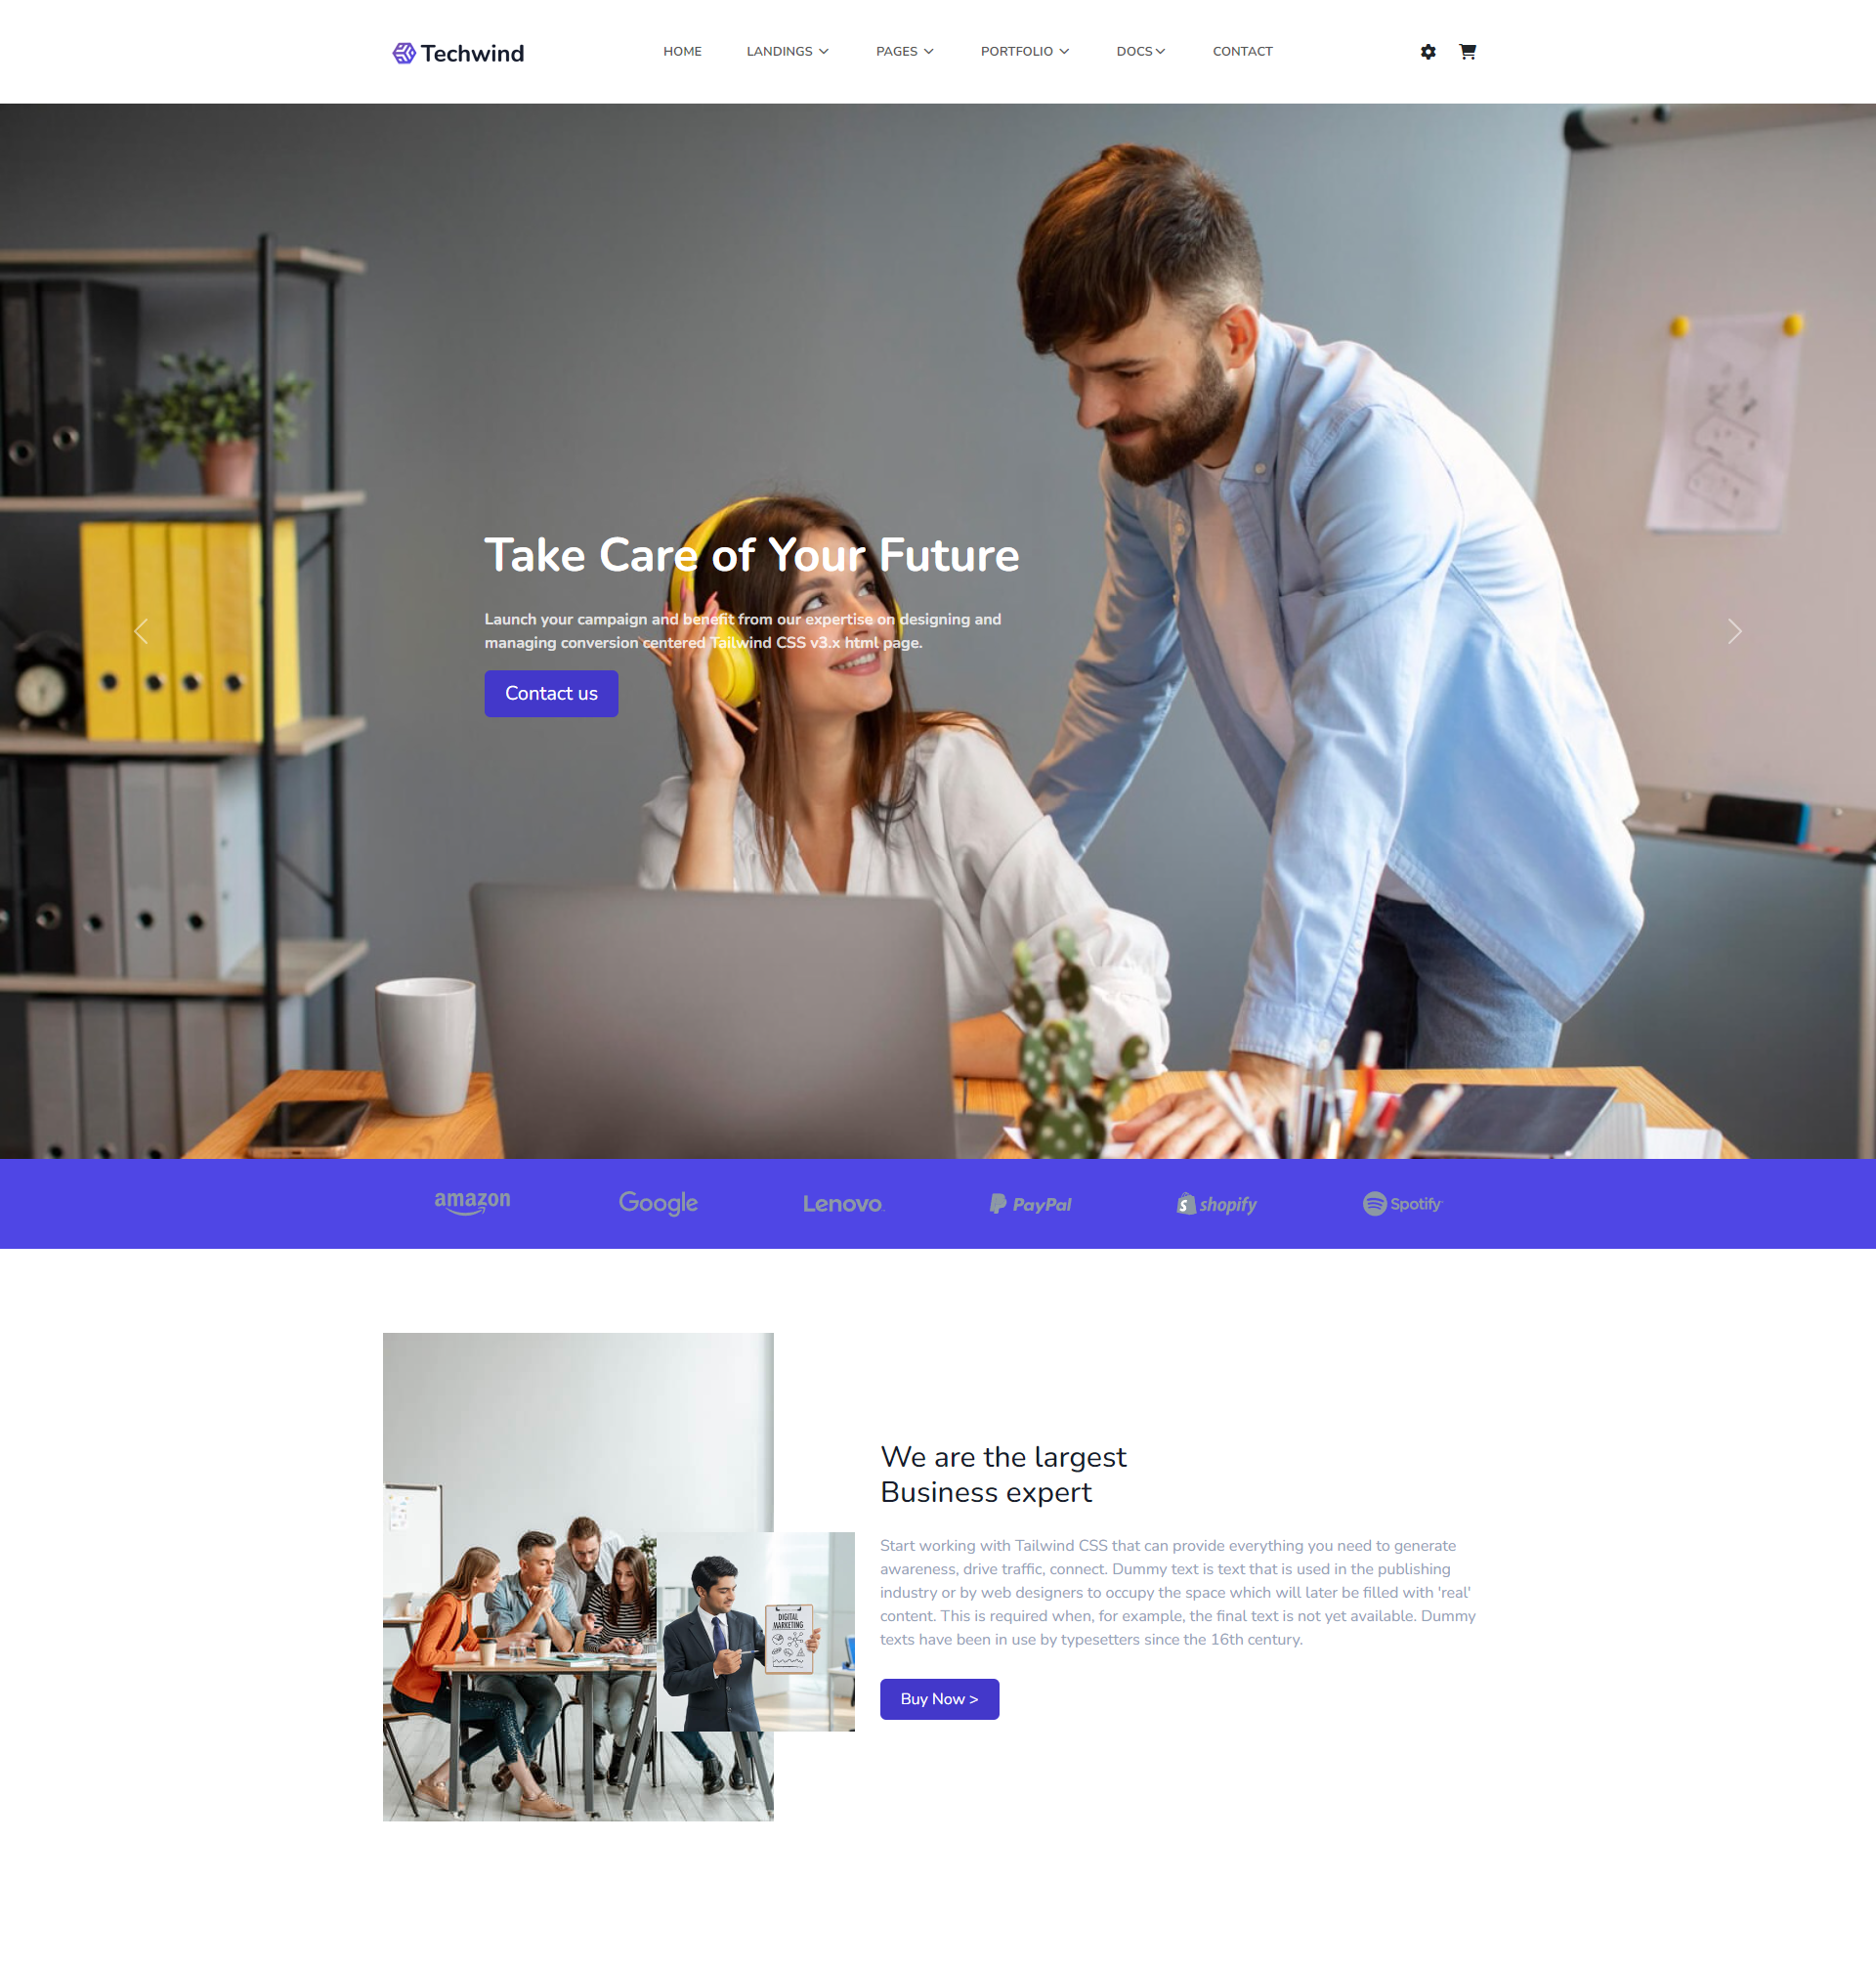 Techwind
HOME
LANDINGS
PAGES
PORTFOLIO
DOCS
CONTACT
Take Care of Your Future
Launch your campaign and benefit from our expertise on designing and
managing conversion centered Tailwind CSS v3.x html page.
Contact us
amazon
Google
Lenovo
PayPal
shopify
Spotify
We are the largest
Business expert
Start working with Tailwind CSS that can provide everything you need to generate
awareness, drive traffic, connect. Dummy text is text that is used in the publishing
industry or by web designers to occupy the space which will later be filled with 'real'
content. This is required when, for example, the final text is not yet available. Dummy
texts have been in use by typesetters since the 16th century.
DIGITAL
MARKETING
Buy Now >